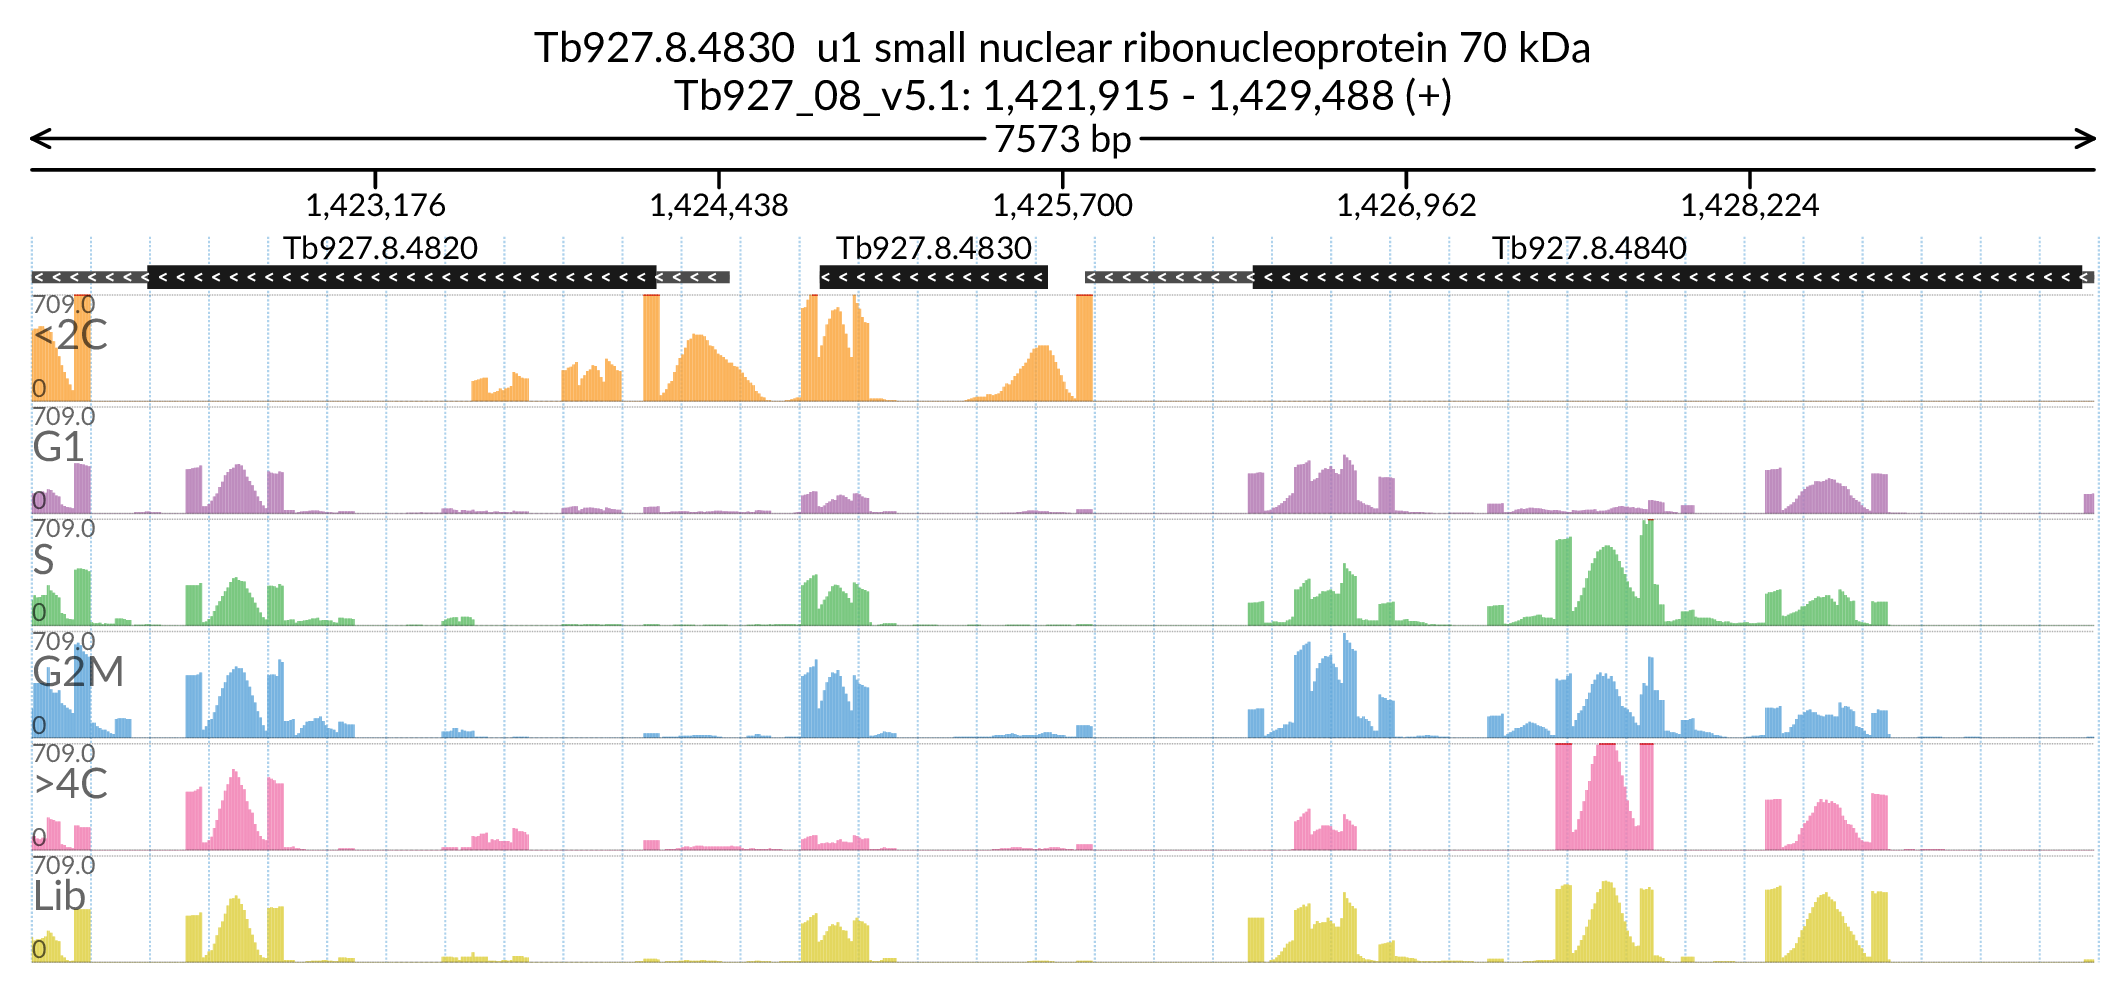 Tb927.8.4830  u1 small nuclear ribonucleoprotein 70 kDa
Tb927_08_v5.1: 1,421,915 - 1,429,488 (+)
7573 bp
1,423,176 1,424,438 1,425,700 1,426,962 1,428,224
Tb927.8.4820 Tb927.8.4830 Tb927.8.4840
709.0
<2C
0
709.0
G1
0
709.0
S
0
709.0
G2M
0
709.0
>4C
0
709.0
Lib
0